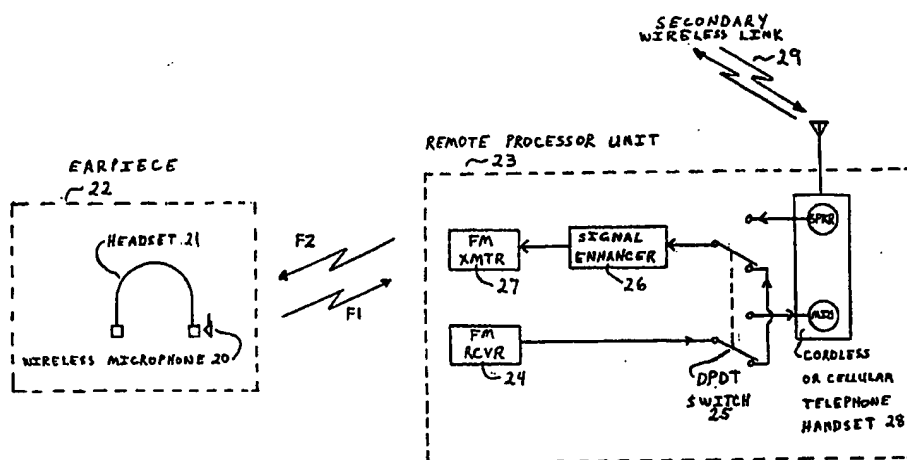 SECONDARY
WIRELESS LINK
29
REMOTE PROCESSOR UNIT
23
EARPIECE
22
HEADSET 21
F2
F1
WIRELESS MICROPHONE 20
FM
XMTR
27
SIGNAL
ENHANCER
26
SPKR
MIC
FM
RCVR
24
DPDT
SWITCH
25
CORDLESS
OR CELLULAR
TELEPHONE
HANDSET 28